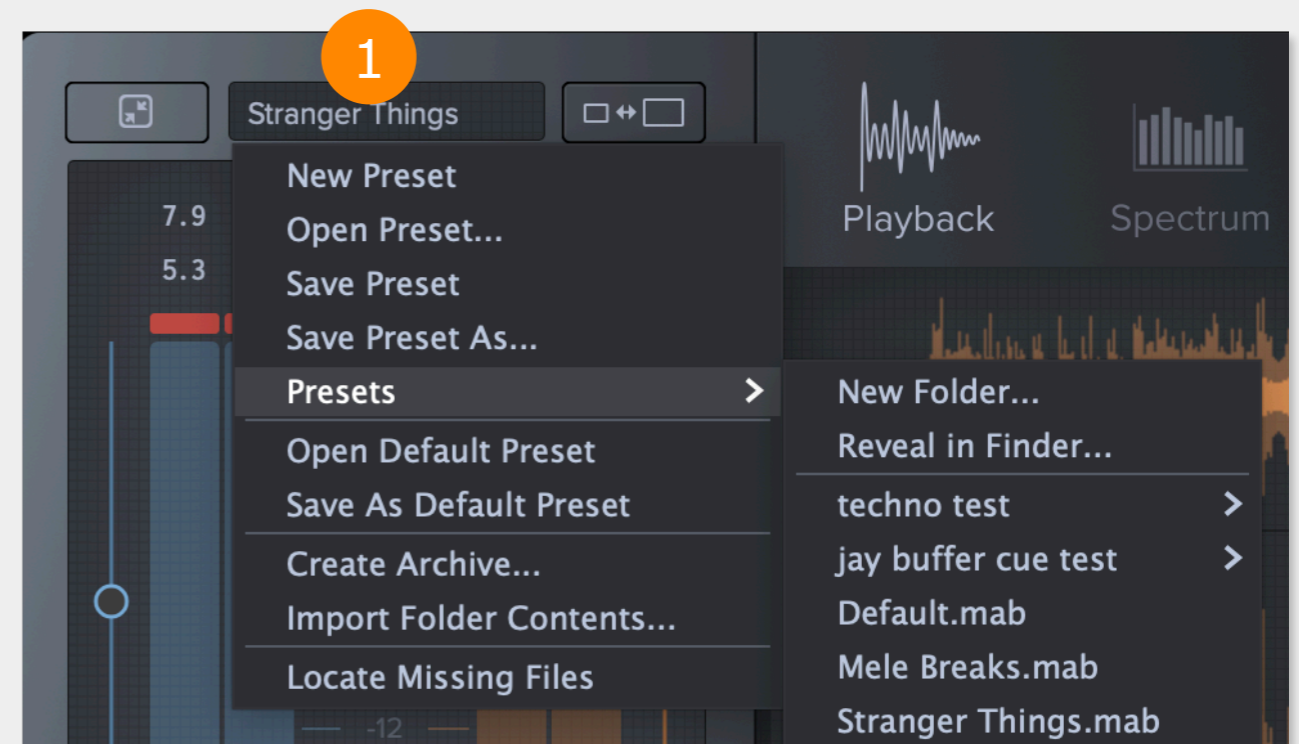 1
Stranger Things
New Preset
7.9
Open Preset...
5.3
Save Preset
Save Preset As...
Presets
Open Default Preset
Save As Default Preset
Create Archive...
Import Folder Contents...
Locate Missing Files
-12
Playback
Spectrum
New Folder...
Reveal in Finder...
techno test
jay buffer cue test
Default.mab
Mele Breaks.mab
Stranger Things.mab